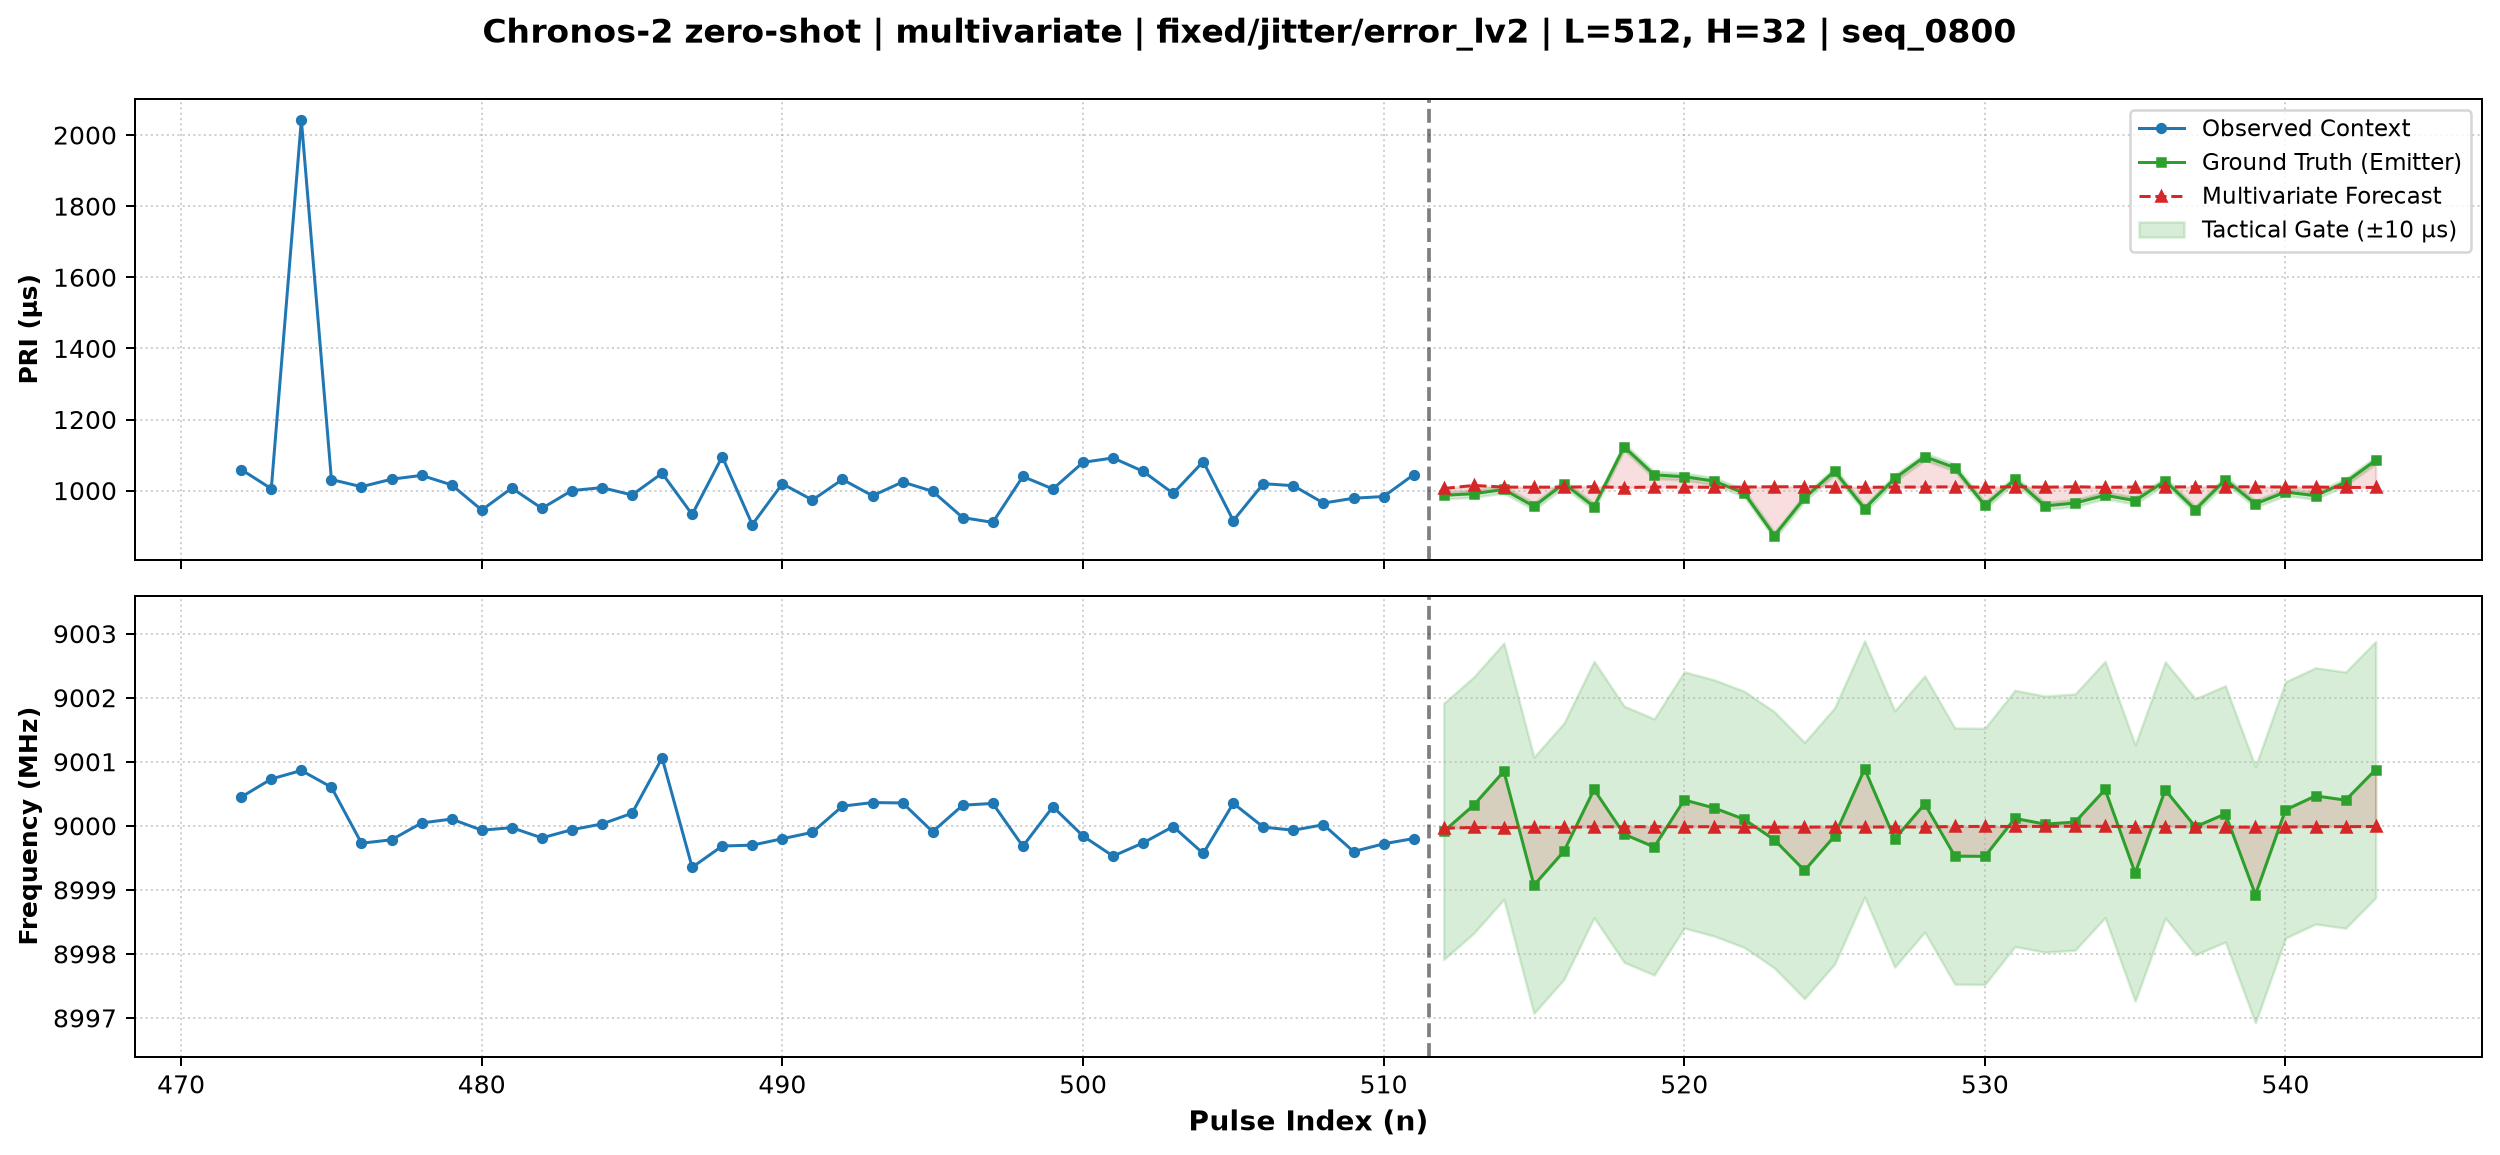 Chronos-2 zero-shot | multivariate | fixed/jitter/error_lv2 | L=512, H=32 | seq_0800
PRI (µs)
2000
1800
1600
1400
1200
1000
Observed Context
Ground Truth (Emitter)
Multivariate Forecast
Tactical Gate (±10 µs)
Frequency (MHz)
9003
9002
9001
9000
8999
8998
8997
470 480 490 500 510 520 530 540
Pulse Index (n)